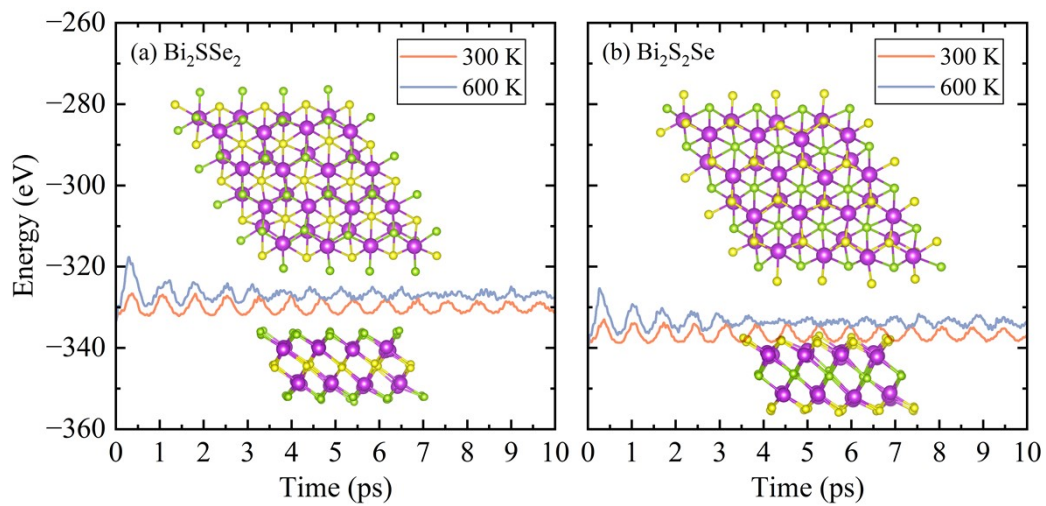 (a) Bi₂SSe₂
300 K
600 K
(b) Bi₂S₂Se
300 K
600 K
Energy (eV)
−260
−280
−300
−320
−340
−360
0 1 2 3 4 5 6 7 8 9 10
0 1 2 3 4 5 6 7 8 9 10
Time (ps)
Time (ps)